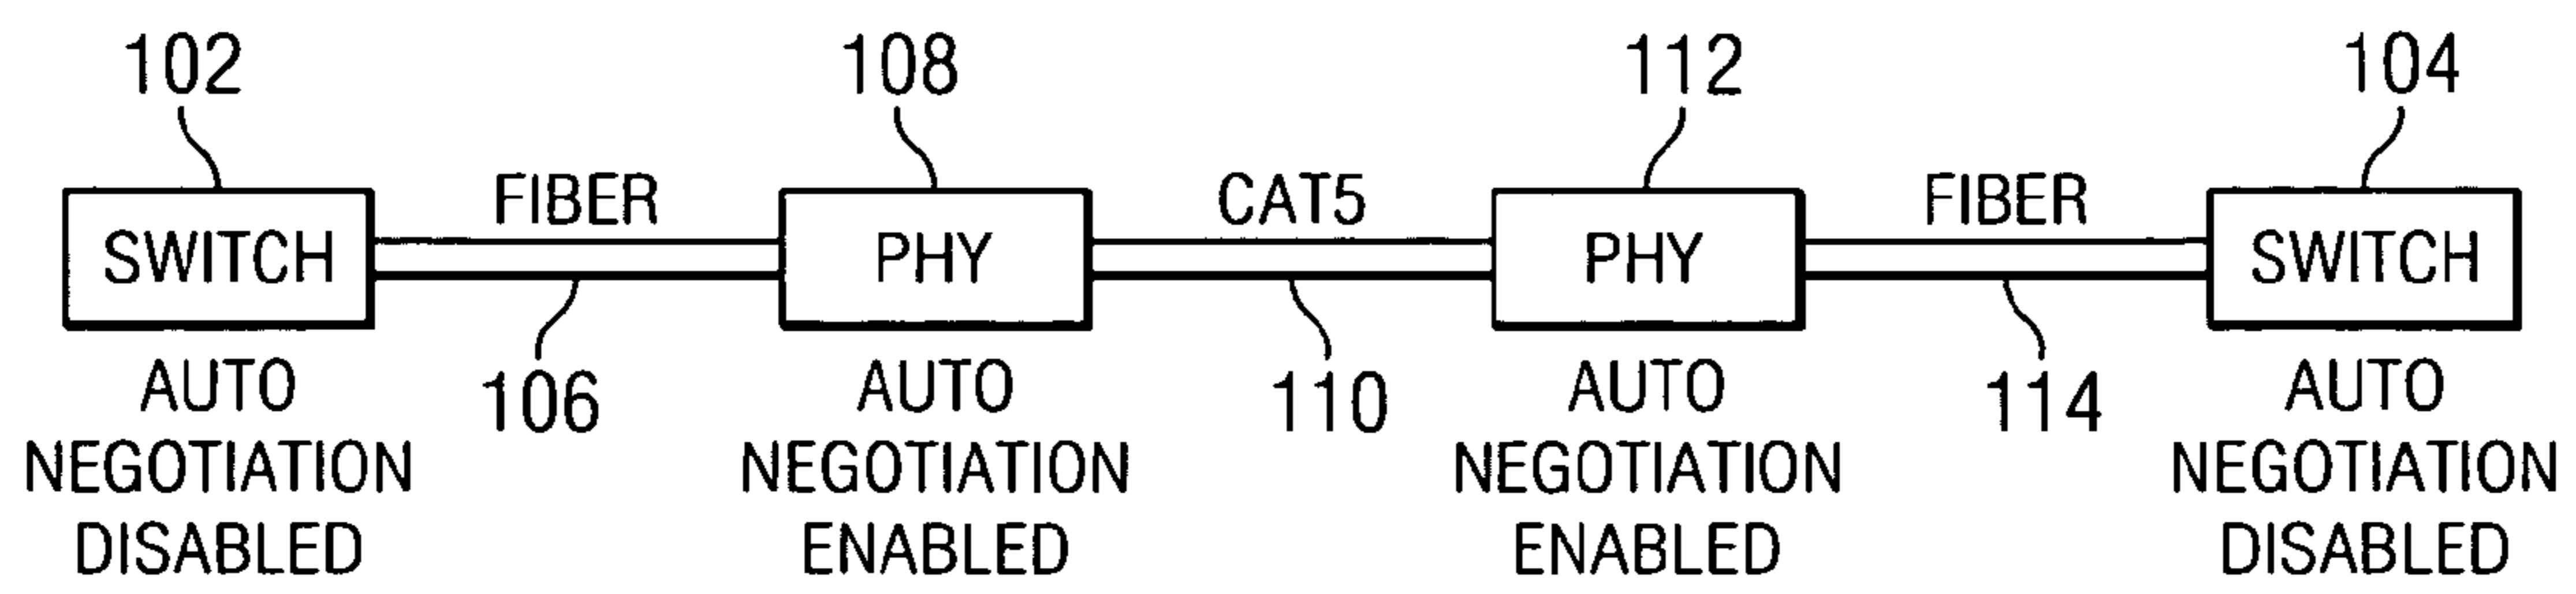 102 108 112 104
FIBER CAT5 FIBER
SWITCH PHY PHY SWITCH
AUTO 106 AUTO 110 AUTO 114 AUTO
NEGOTIATION NEGOTIATION NEGOTIATION NEGOTIATION
DISABLED ENABLED ENABLED DISABLED